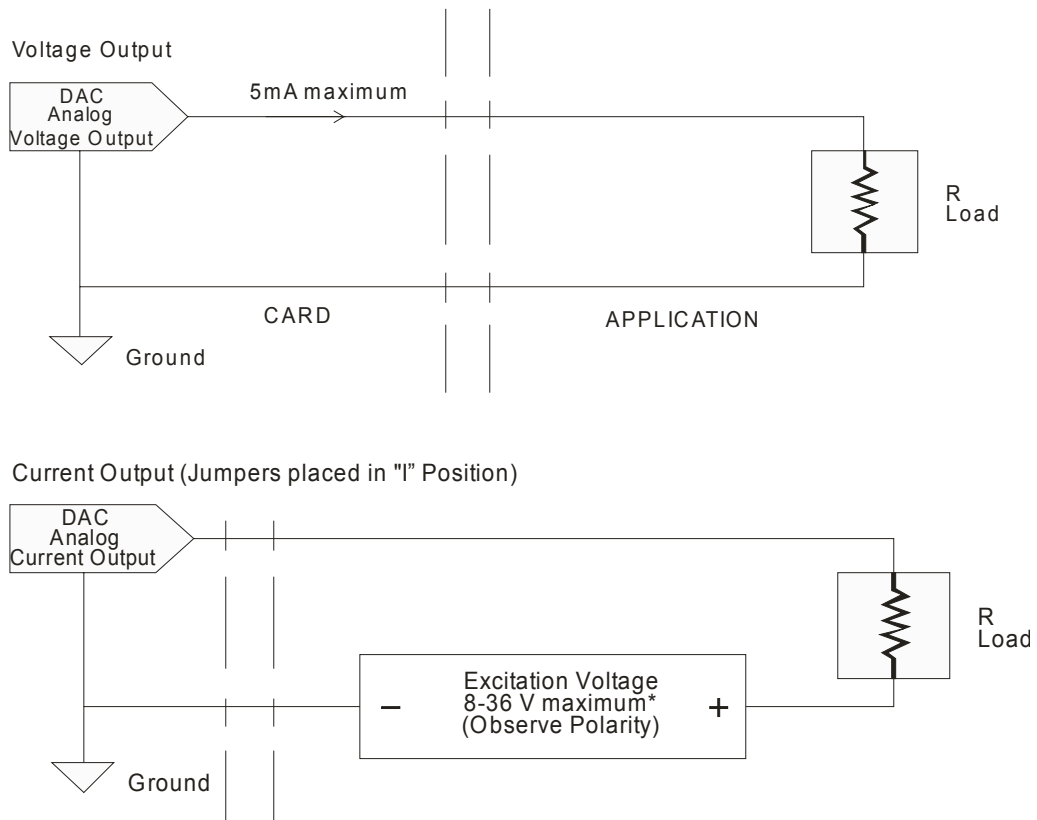 Voltage Output
DAC
Analog
Voltage Output
5mA maximum
R
Load
CARD
APPLICATION
Ground
Current Output (Jumpers placed in "I” Position)
DAC
Analog
Current Output
R
Load
Excitation Voltage
− 8-36 V maximum* +
(Observe Polarity)
Ground